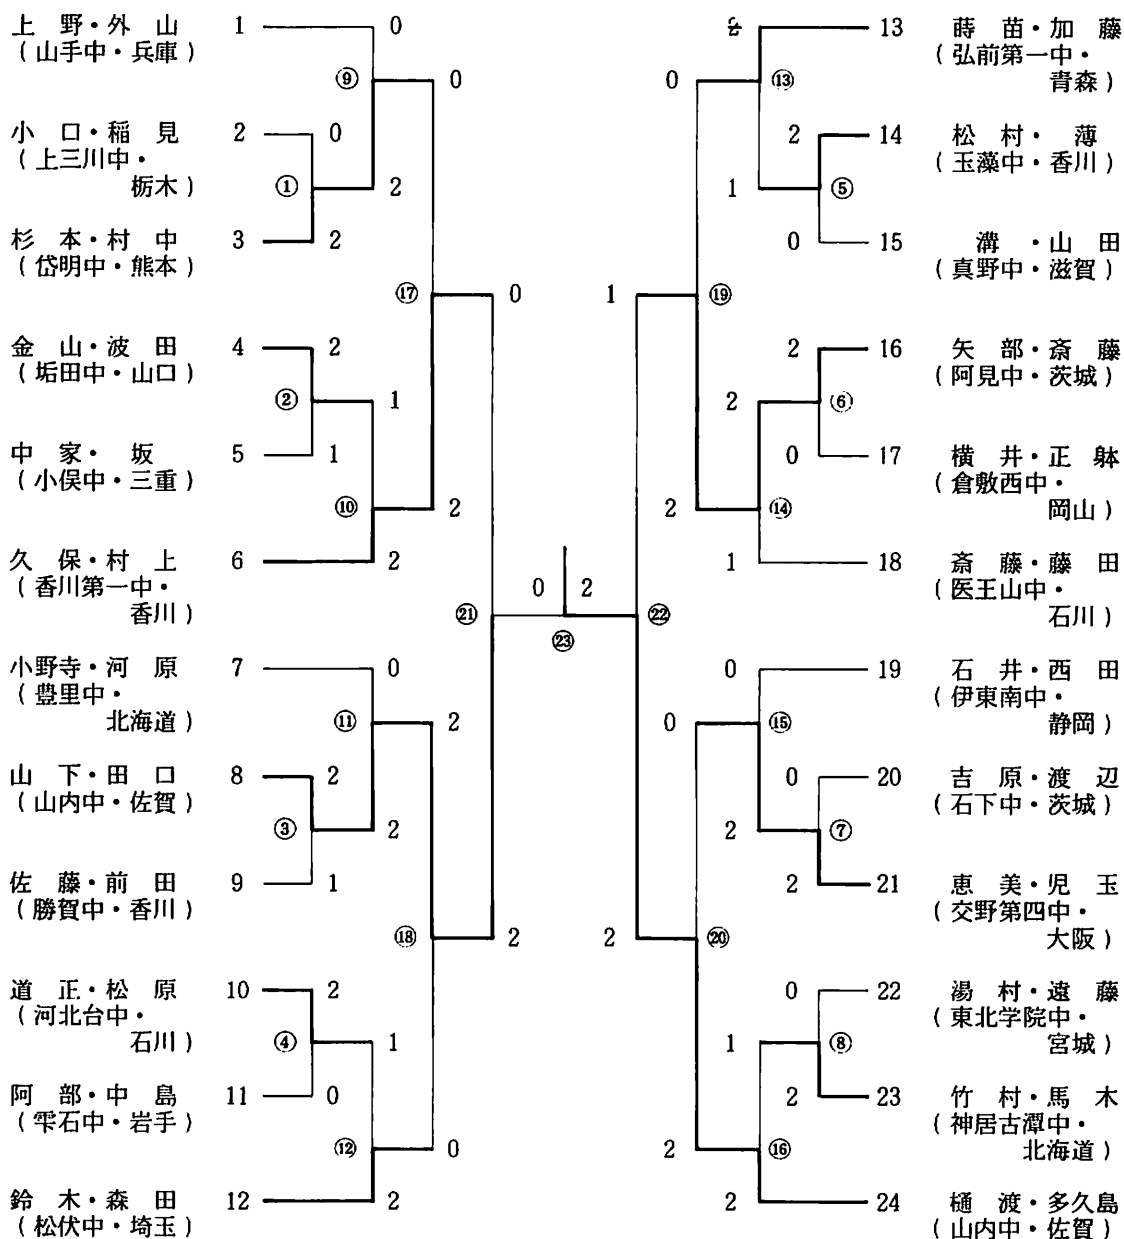 上 野・外 山 1
(山手中・兵庫)
0
⑨
0
小 口・稲 見 2
(上三川中・
栃木)
0
①
2
杉 本・村 中 3
(岱明中・熊本)
2
⑰
0
金 山・波 田 4
(垢田中・山口)
2
②
1
中 家・ 坂 5
(小俣中・三重)
1
⑩
2
久 保・村 上 6
(香川第一中・
香川)
2
㉑
小野寺・河 原 7
(豊里中・
北海道)
0
⑪
2
山 下・田 口 8
(山内中・佐賀)
2
③
2
佐 藤・前 田 9
(勝賀中・香川)
1
⑱
2
道 正・松 原 10
(河北台中・
石川)
2
④
1
阿 部・中 島 11
(雫石中・岩手)
0
⑫
0
鈴 木・森 田 12
(松伏中・埼玉)
2
0 2
㉓
2
13 蒔 苗・加 藤
(弘前第一中・
青森)
0
⑬
2
14 松 村・ 薄
(玉藻中・香川)
1
⑤
0
15 溝 ・山 田
(真野中・滋賀)
1
⑲
2
16 矢 部・斎 藤
(阿見中・茨城)
2
⑥
0
17 横 井・正 躰
(倉敷西中・
岡山)
2
⑭
1
18 斎 藤・藤 田
(医王山中・
石川)
㉒
0
19 石 井・西 田
(伊東南中・
静岡)
0
⑮
0
20 吉 原・渡 辺
(石下中・茨城)
2
⑦
2
21 恵 美・児 玉
(交野第四中・
大阪)
2
⑳
0
22 湯 村・遠 藤
(東北学院中・
宮城)
1
⑧
2
23 竹 村・馬 木
(神居古潭中・
北海道)
2
⑯
2
24 樋 渡・多久島
(山内中・佐賀)